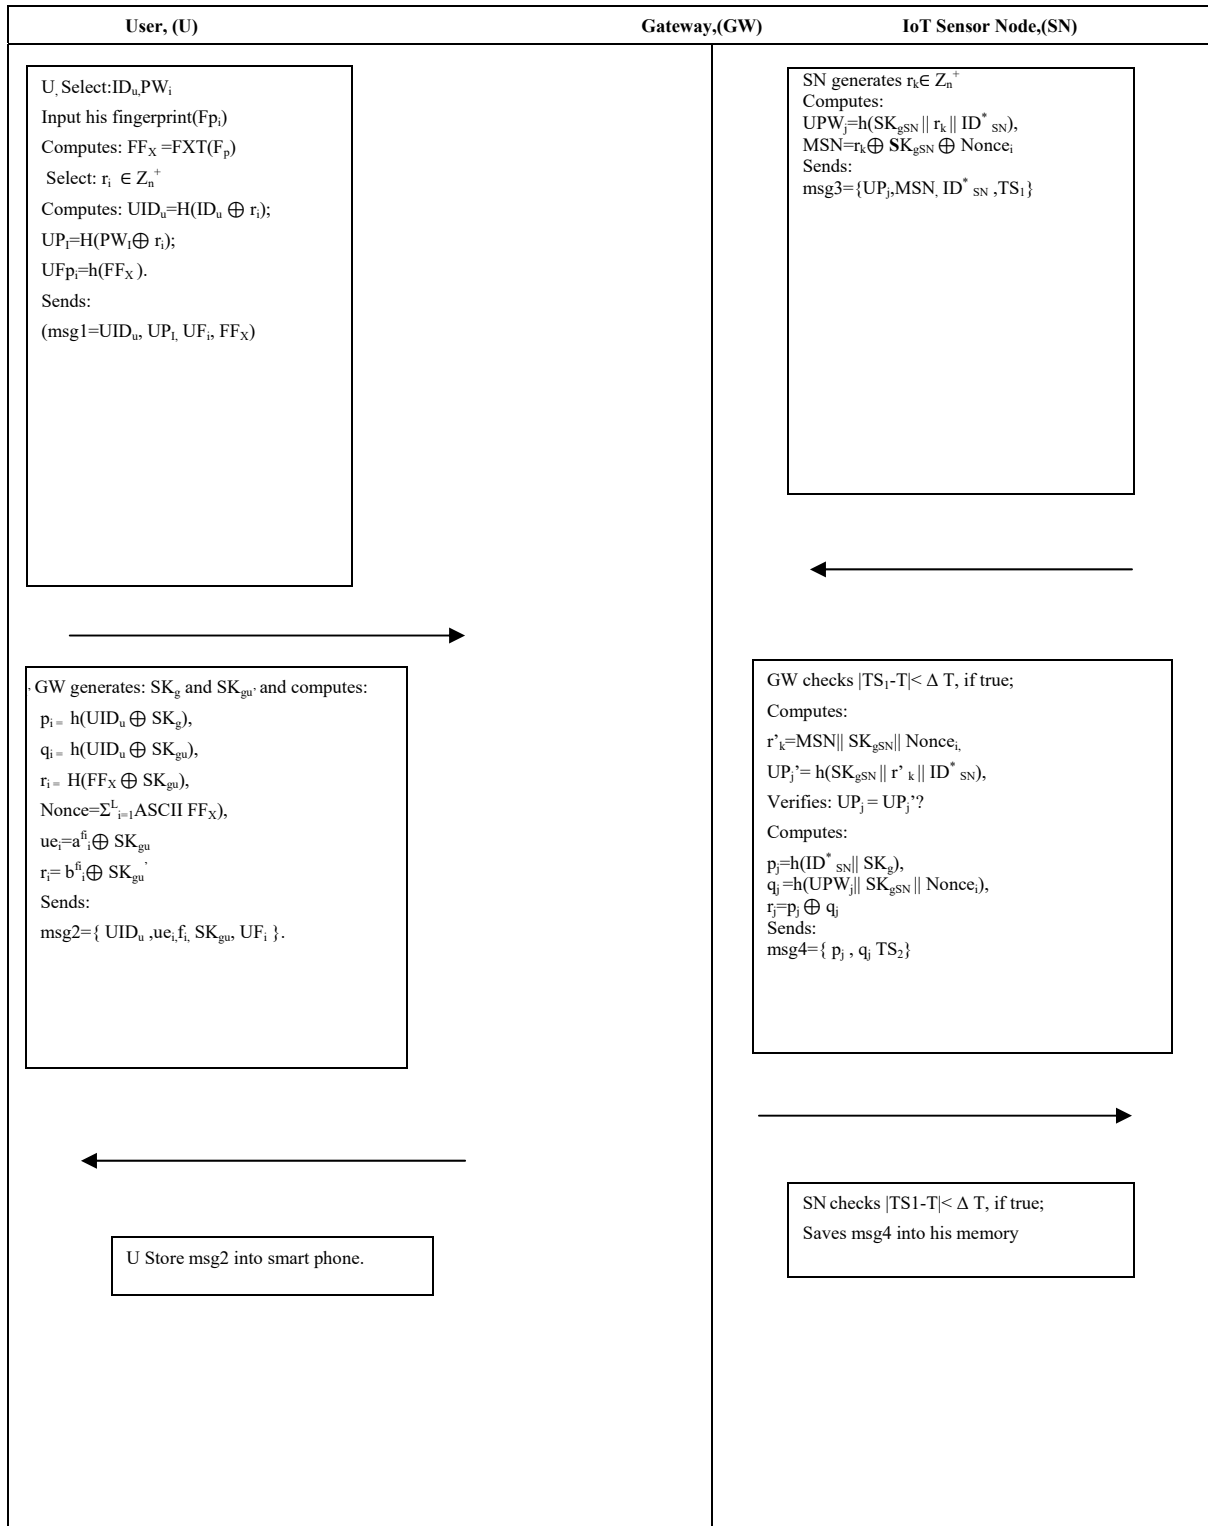 User, (U) Gateway,(GW) IoT Sensor Node,(SN)
U, Select:IDu,PWi
Input his fingerprint(Fpi)
Computes: FFX =FXT(Fp)
Select: ri ∈ Zn+
Computes: UIDu=H(IDu ⊕ ri);
UPI=H(PWI⊕ ri);
UFpi=h(FFX ).
Sends:
(msg1=UIDu, UPI, UFi, FFX)
SN generates rk∈ Zn+
Computes:
UPWj=h(SKgSN || rk || ID* SN),
MSN=rk⊕ SKgSN ⊕ Noncei
Sends:
msg3={UPj,MSN, ID* SN ,TS1}
, GW generates: SKg and SKgu, and computes:
pi = h(UIDu ⊕ SKg),
qi = h(UIDu ⊕ SKgu),
ri = H(FFX ⊕ SKgu),
Nonce=ΣLi=1ASCII FFX),
uei=afii⊕ SKgu
ri= bfii⊕ SKgu,
Sends:
msg2={ UIDu ,uei,fi, SKgu, UFi }.
GW checks |TS1-T|< Δ T, if true;
Computes:
r’k=MSN|| SKgSN|| Noncei,
UPj’= h(SKgSN || r’ k || ID* SN),
Verifies: UPj = UPj’?
Computes:
pj=h(ID* SN|| SKg),
qj=h(UPWj|| SKgSN || Noncei),
rj=pj ⊕ qj
Sends:
msg4={ pj , qj TS2}
U Store msg2 into smart phone.
SN checks |TS1-T|< Δ T, if true;
Saves msg4 into his memory